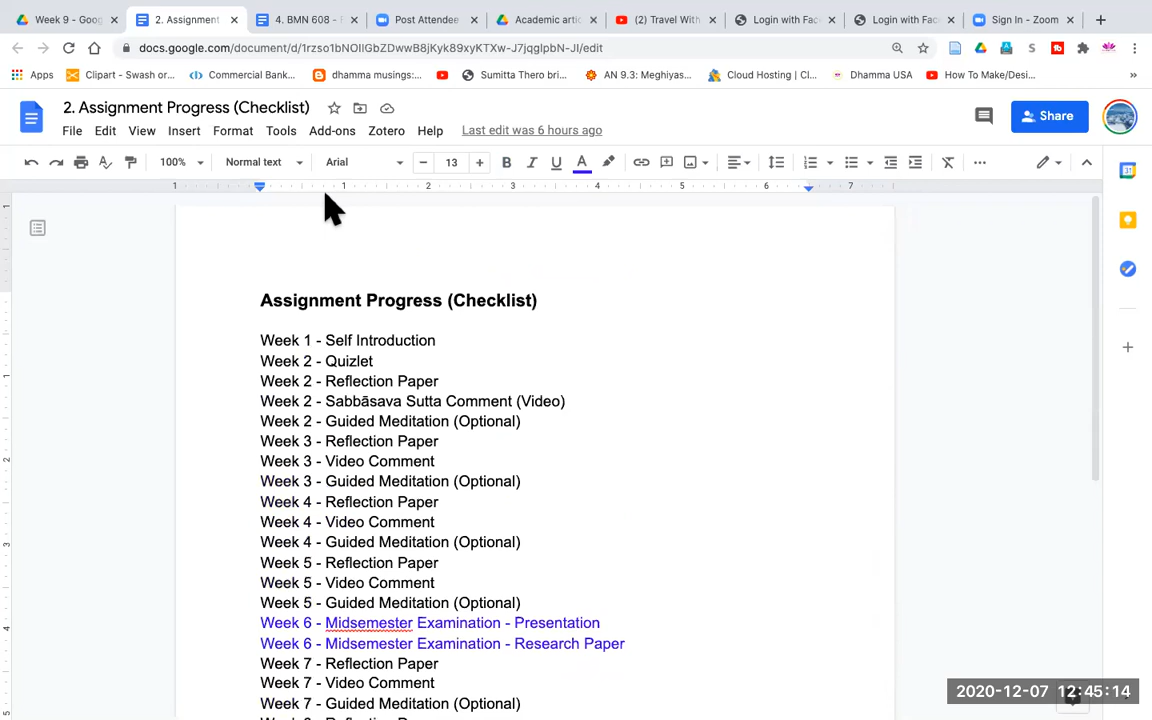 Week 9 - Goog
2. Assignment
4. BMN 608 - F
Post Attendee
Academic artic
(2) Travel With
Login with Fac
Login with Fac
Sign In - Zoom
docs.google.com/document/d/1rzso1bNOIIGbZDwwB8jKyk89xyKTXw-J7jqglpbN-JI/edit
Apps
Clipart - Swash or...
Commercial Bank...
dhamma musings:...
Sumitta Thero bri...
AN 9.3: Meghiyas...
Cloud Hosting | Cl...
Dhamma USA
How To Make/Desi...
»
2. Assignment Progress (Checklist)
File Edit View Insert Format Tools Add-ons Zotero Help Last edit was 6 hours ago
Share
100% Normal text Arial 13
1 1 2 3 4 5 6 7
Assignment Progress (Checklist)
Week 1 - Self Introduction
Week 2 - Quizlet
Week 2 - Reflection Paper
Week 2 - Sabbāsava Sutta Comment (Video)
Week 2 - Guided Meditation (Optional)
Week 3 - Reflection Paper
Week 3 - Video Comment
Week 3 - Guided Meditation (Optional)
Week 4 - Reflection Paper
Week 4 - Video Comment
Week 4 - Guided Meditation (Optional)
Week 5 - Reflection Paper
Week 5 - Video Comment
Week 5 - Guided Meditation (Optional)
Week 6 - Midsemester Examination - Presentation
Week 6 - Midsemester Examination - Research Paper
Week 7 - Reflection Paper
Week 7 - Video Comment
Week 7 - Guided Meditation (Optional)
2020-12-07 12:45:14